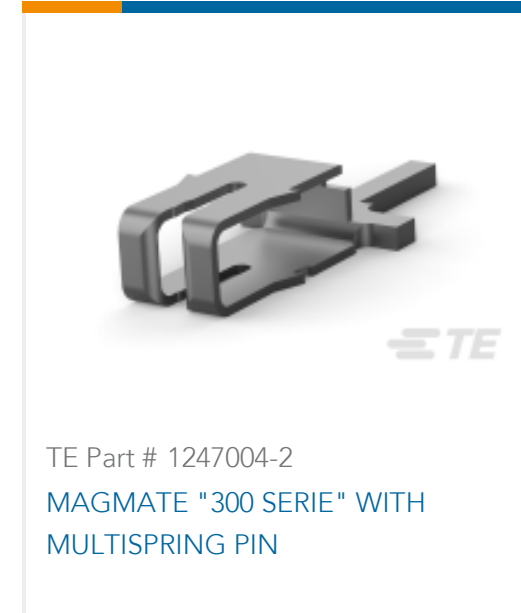 TE
TE Part # 1247004-2
MAGMATE "300 SERIE" WITH
MULTISPRING PIN